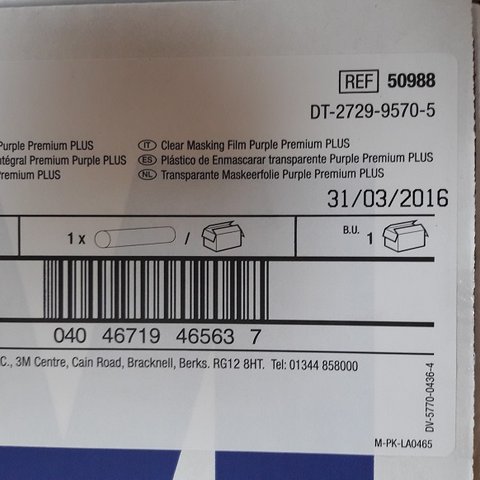 REF 50988
DT-2729-9570-5
Purple Premium PLUS
IT Clear Masking Film Purple Premium PLUS
Premium Purple PLUS
ES Plástico de Enmascarar transparente Purple Premium PLUS
PLUS
NL Transparante Maskeerfolie Purple Premium PLUS
31/03/2016
1 x /
B.U. 1
040 46719 46563 7
C., 3M Centre, Cain Road, Bracknell, Berks. RG12 8HT. Tel: 01344 858000
DV-5770-0436-4
M-PK-LA0465